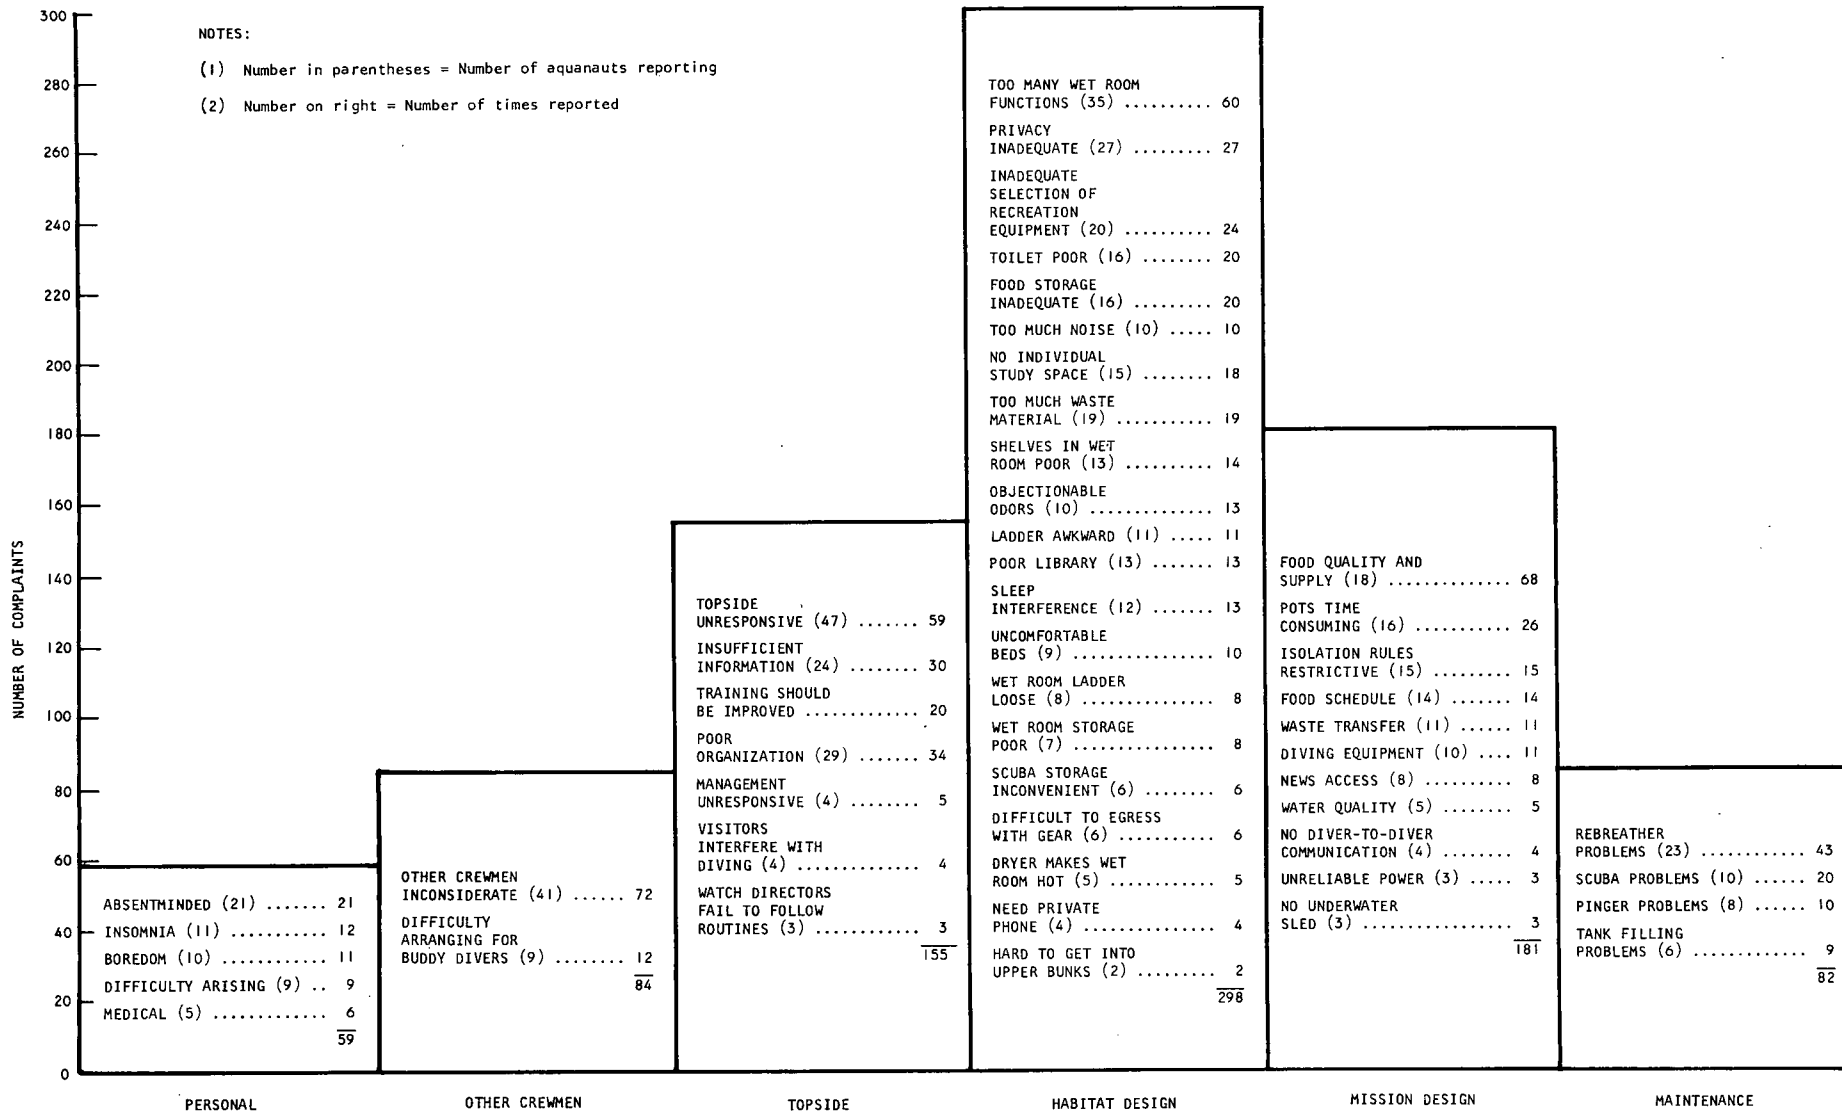 NOTES:
(1) Number in parentheses = Number of aquanauts reporting
(2) Number on right = Number of times reported
NUMBER OF COMPLAINTS
300
280
260
240
220
200
180
160
140
120
100
80
60
40
20
0
ABSENTMINDED (21) ....... 21
INSOMNIA (11) ........... 12
BOREDOM (10) ............ 11
DIFFICULTY ARISING (9) .. 9
MEDICAL (5) ............. 6
59
PERSONAL
OTHER CREWMEN
INCONSIDERATE (41) ...... 72
DIFFICULTY
ARRANGING FOR
BUDDY DIVERS (9) ........ 12
84
OTHER CREWMEN
TOPSIDE
UNRESPONSIVE (47) ....... 59
INSUFFICIENT
INFORMATION (24) ........ 30
TRAINING SHOULD
BE IMPROVED ............. 20
POOR
ORGANIZATION (29) ....... 34
MANAGEMENT
UNRESPONSIVE (4) ........ 5
VISITORS
INTERFERE WITH
DIVING (4) .............. 4
WATCH DIRECTORS
FAIL TO FOLLOW
ROUTINES (3) ............ 3
155
TOPSIDE
TOO MANY WET ROOM
FUNCTIONS (35) .......... 60
PRIVACY
INADEQUATE (27) ......... 27
INADEQUATE
SELECTION OF
RECREATION
EQUIPMENT (20) .......... 24
TOILET POOR (16) ........ 20
FOOD STORAGE
INADEQUATE (16) ......... 20
TOO MUCH NOISE (10) ..... 10
NO INDIVIDUAL
STUDY SPACE (15) ........ 18
TOO MUCH WASTE
MATERIAL (19) ........... 19
SHELVES IN WET
ROOM POOR (13) .......... 14
OBJECTIONABLE
ODORS (10) .............. 13
LADDER AWKWARD (11) ..... 11
POOR LIBRARY (13) ....... 13
SLEEP
INTERFERENCE (12) ....... 13
UNCOMFORTABLE
BEDS (9) ................ 10
WET ROOM LADDER
LOOSE (8) ............... 8
WET ROOM STORAGE
POOR (7) ................ 8
SCUBA STORAGE
INCONVENIENT (6) ........ 6
DIFFICULT TO EGRESS
WITH GEAR (6) ........... 6
DRYER MAKES WET
ROOM HOT (5) ............ 5
NEED PRIVATE
PHONE (4) ............... 4
HARD TO GET INTO
UPPER BUNKS (2) ......... 2
298
HABITAT DESIGN
FOOD QUALITY AND
SUPPLY (18) .............. 68
POTS TIME
CONSUMING (16) ........... 26
ISOLATION RULES
RESTRICTIVE (15) ......... 15
FOOD SCHEDULE (14) ....... 14
WASTE TRANSFER (11) ...... 11
DIVING EQUIPMENT (10) .... 11
NEWS ACCESS (8) .......... 8
WATER QUALITY (5) ........ 5
NO DIVER-TO-DIVER
COMMUNICATION (4) ........ 4
UNRELIABLE POWER (3) ..... 3
NO UNDERWATER
SLED (3) ................. 3
181
MISSION DESIGN
REBREATHER
PROBLEMS (23) ............ 43
SCUBA PROBLEMS (10) ...... 20
PINGER PROBLEMS (8) ...... 10
TANK FILLING
PROBLEMS (6) ............. 9
82
MAINTENANCE